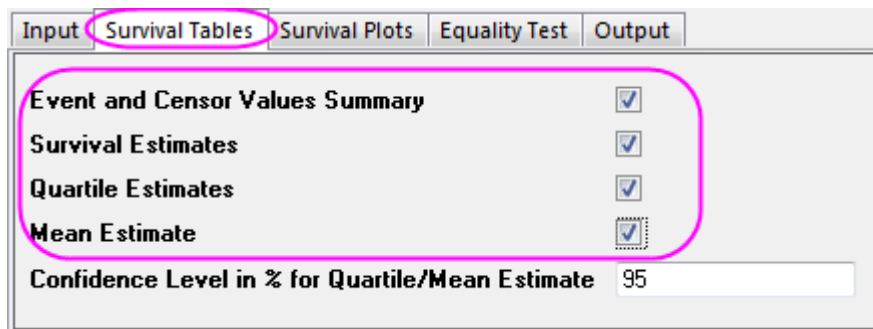 Input Survival Tables Survival Plots Equality Test Output
Event and Censor Values Summary
Survival Estimates
Quartile Estimates
Mean Estimate
Confidence Level in % for Quartile/Mean Estimate 95